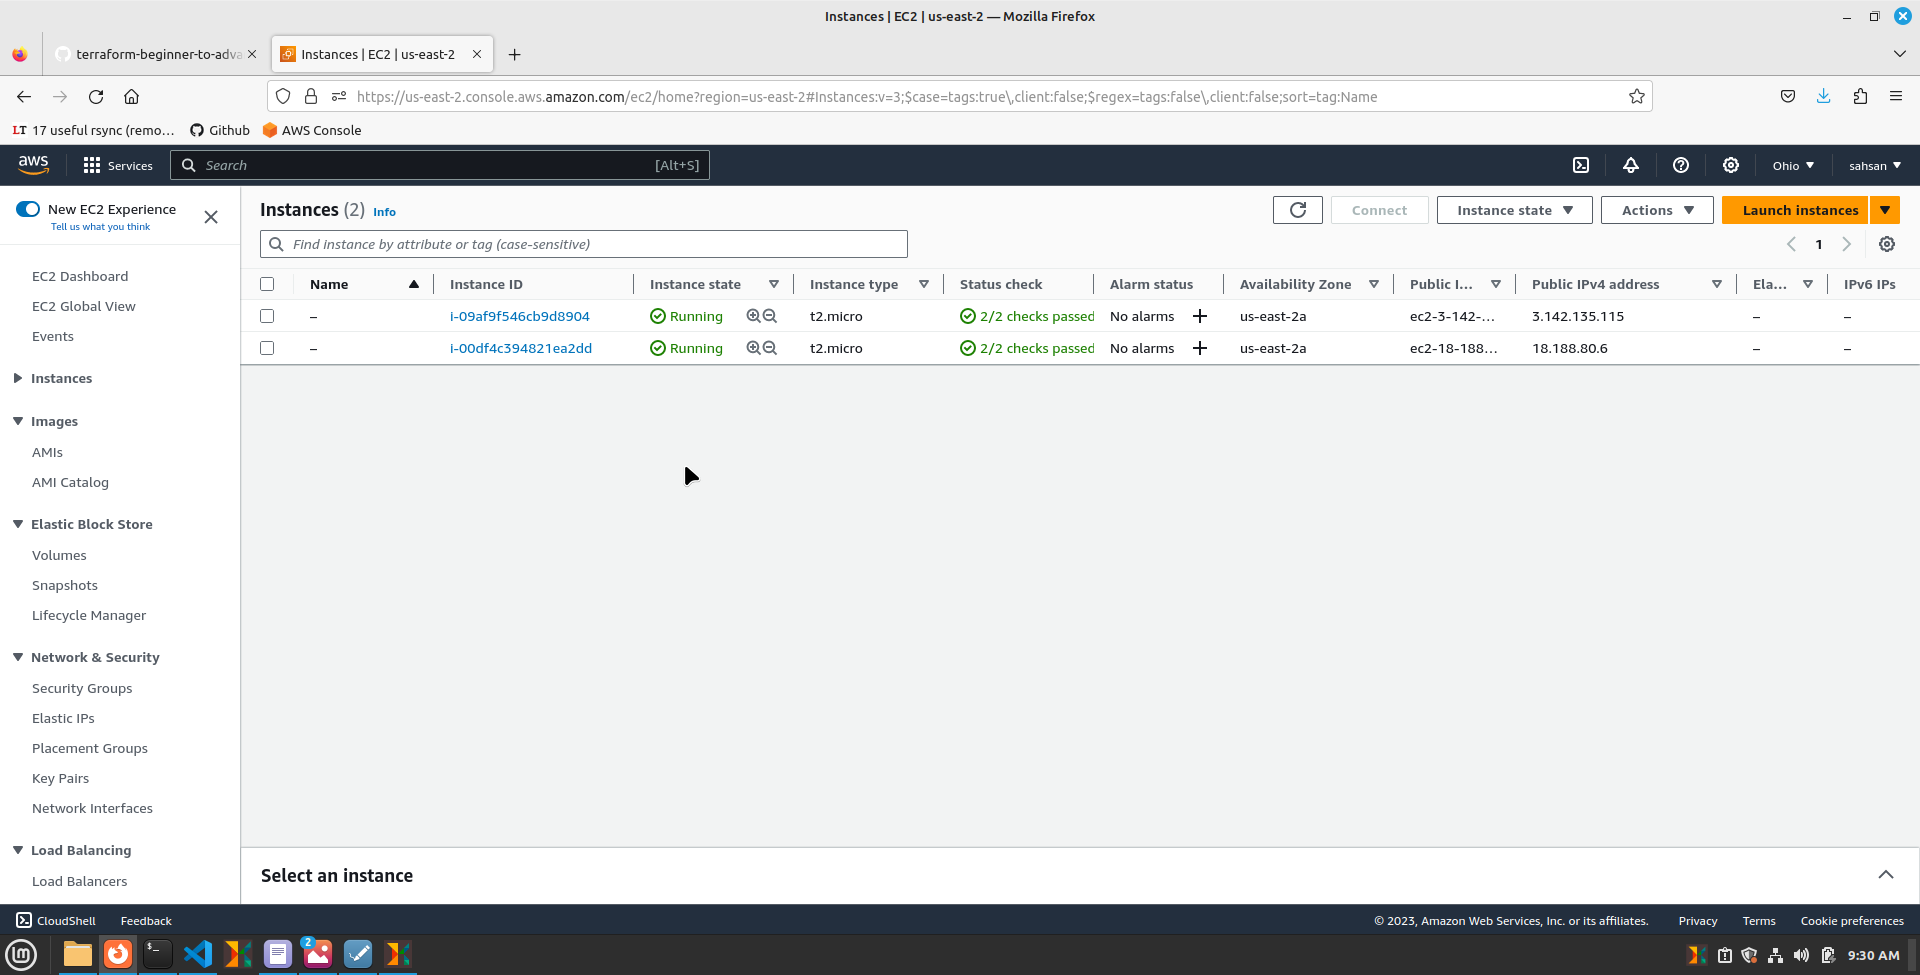 Instances | EC2 | us-east-2 — Mozilla Firefox
terraform-beginner-to-adva
Instances | EC2 | us-east-2
https://us-east-2.console.aws.amazon.com/ec2/home?region=us-east-2#Instances:v=3;$case=tags:true\,client:false;$regex=tags:false\,client:false;sort=tag:Name
LT 17 useful rsync (remo… Github AWS Console
aws Services Search [Alt+S] Ohio sahsan
New EC2 Experience
Tell us what you think
EC2 Dashboard
EC2 Global View
Events
Instances
Images
AMIs
AMI Catalog
Elastic Block Store
Volumes
Snapshots
Lifecycle Manager
Network & Security
Security Groups
Elastic IPs
Placement Groups
Key Pairs
Network Interfaces
Load Balancing
Load Balancers
Instances (2) Info Connect Instance state Actions Launch instances
Find instance by attribute or tag (case-sensitive) 1
Name Instance ID Instance state Instance type Status check Alarm status Availability Zone Public I... Public IPv4 address Ela... IPv6 IPs
– i-09af9f546cb9d8904 Running t2.micro 2/2 checks passed No alarms us-east-2a ec2-3-142-... 3.142.135.115 – –
– i-00df4c394821ea2dd Running t2.micro 2/2 checks passed No alarms us-east-2a ec2-18-188... 18.188.80.6 – –
Select an instance
CloudShell Feedback © 2023, Amazon Web Services, Inc. or its affiliates. Privacy Terms Cookie preferences
2
9:30 AM